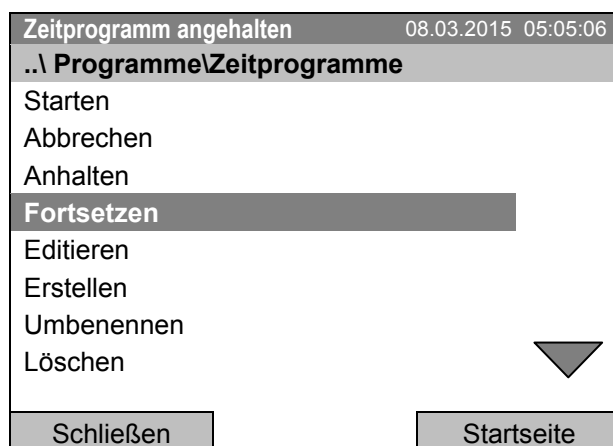 Zeitprogramm angehalten 08.03.2015 05:05:06
..\ Programme\Zeitprogramme
Starten
Abbrechen
Anhalten
Fortsetzen
Editieren
Erstellen
Umbenennen
Löschen
Schließen Startseite